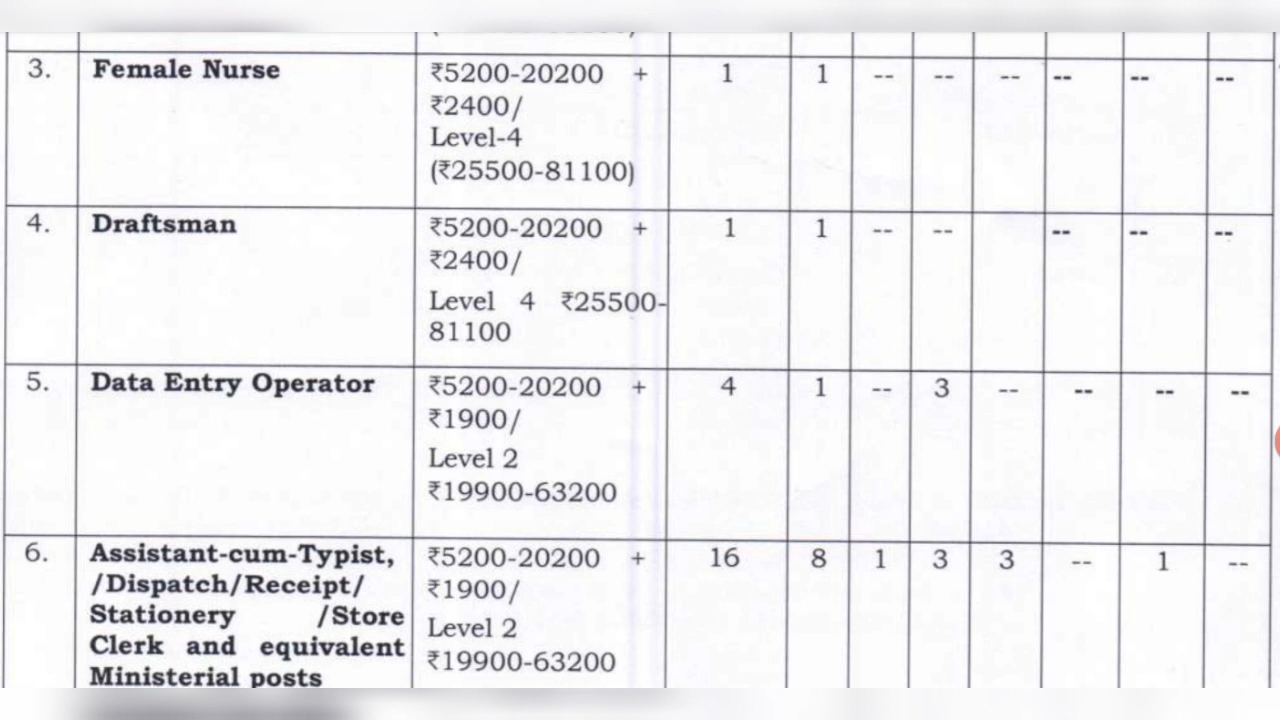 3. Female Nurse ₹5200-20200 + 1 1 -- -- -- -- -- --
₹2400/
Level-4
(₹25500-81100)
4. Draftsman ₹5200-20200 + 1 1 -- -- -- -- --
₹2400/
Level 4 ₹25500-
81100
5. Data Entry Operator ₹5200-20200 + 4 1 -- 3 -- -- -- --
₹1900/
Level 2
₹19900-63200
6. Assistant-cum-Typist, ₹5200-20200 + 16 8 1 3 3 -- 1 --
/Dispatch/Receipt/ ₹1900/
Stationery /Store Level 2
Clerk and equivalent ₹19900-63200
Ministerial posts